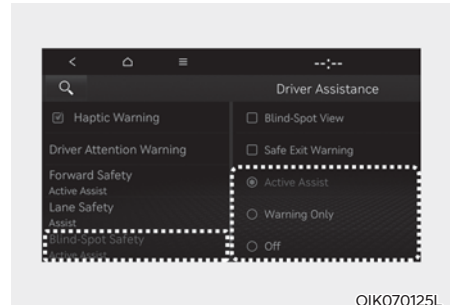 --:--
Driver Assistance
Haptic Warning
Driver Attention Warning
Forward Safety
Active Assist
Lane Safety
Assist
Blind-Spot Safety
Active Assist
Blind-Spot View
Safe Exit Warning
Active Assist
Warning Only
Off
OIK070125L